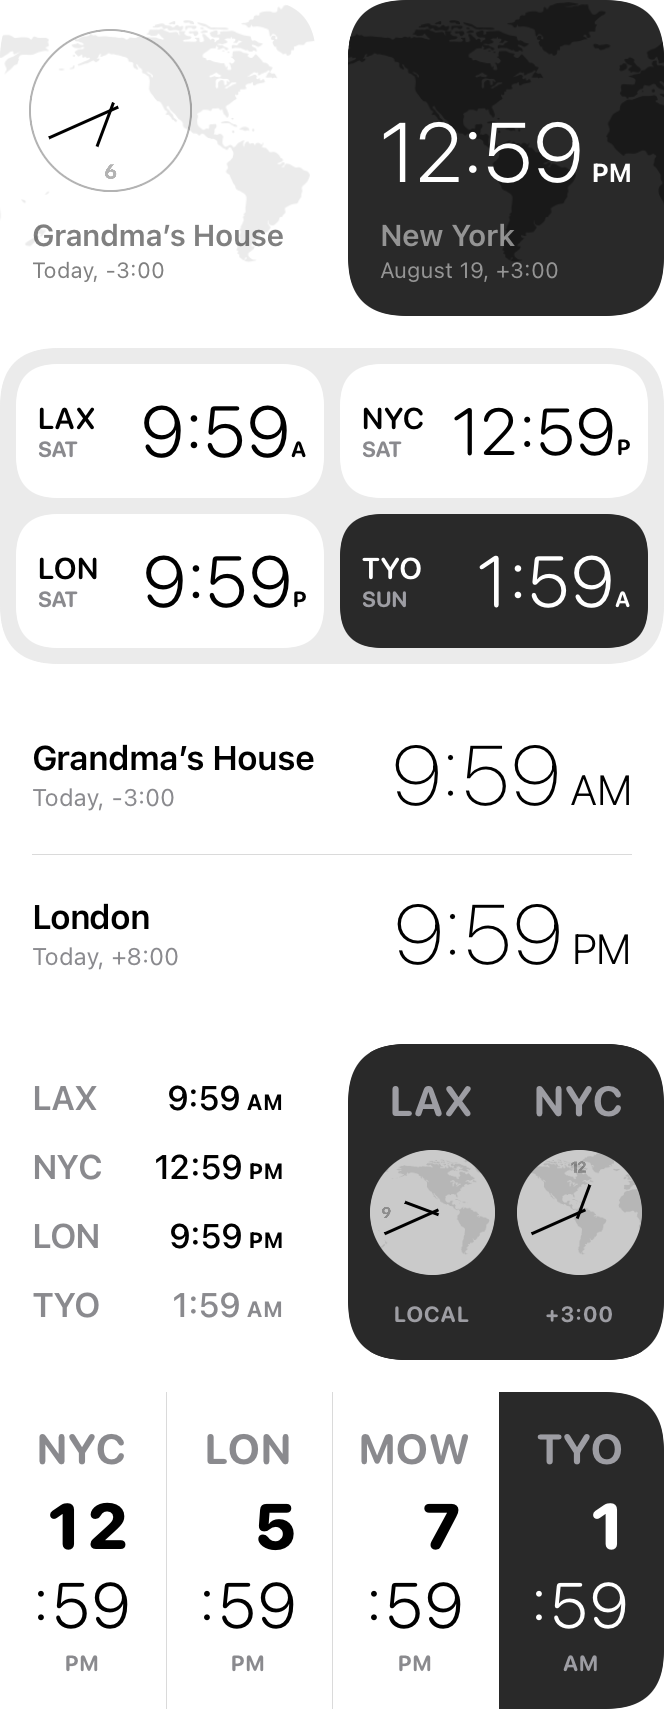 6
Grandma's House
Today, -3:00
12:59 PM
New York
August 19, +3:00
LAX
SAT
9:59A
NYC
SAT
12:59P
LON
SAT
9:59P
TYO
SUN
1:59A
Grandma's House
Today, -3:00
9:59 AM
London
Today, +8:00
9:59 PM
LAX 9:59 AM
NYC 12:59 PM
LON 9:59 PM
TYO 1:59 AM
LAX NYC
9
12
LOCAL +3:00
NYC
12
:59
PM
LON
5
:59
PM
MOW
7
:59
PM
TYO
1
:59
AM